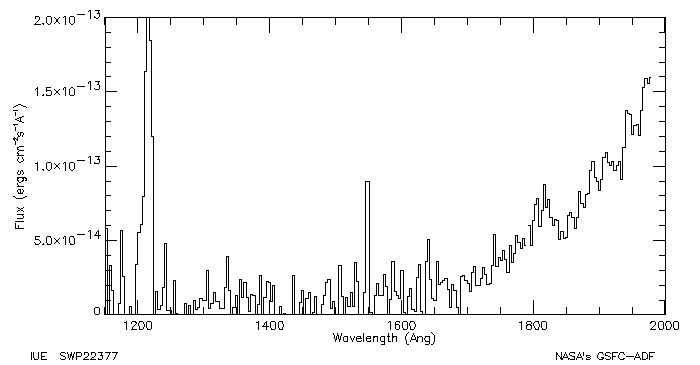 2.0×10⁻¹³
1.5×10⁻¹³
1.0×10⁻¹³
5.0×10⁻¹⁴
0
Flux (ergs cm⁻²s⁻¹A⁻¹)
1200 1400 1600 1800 2000
Wavelength (Ang)
IUE SWP22377 NASA's GSFC–ADF